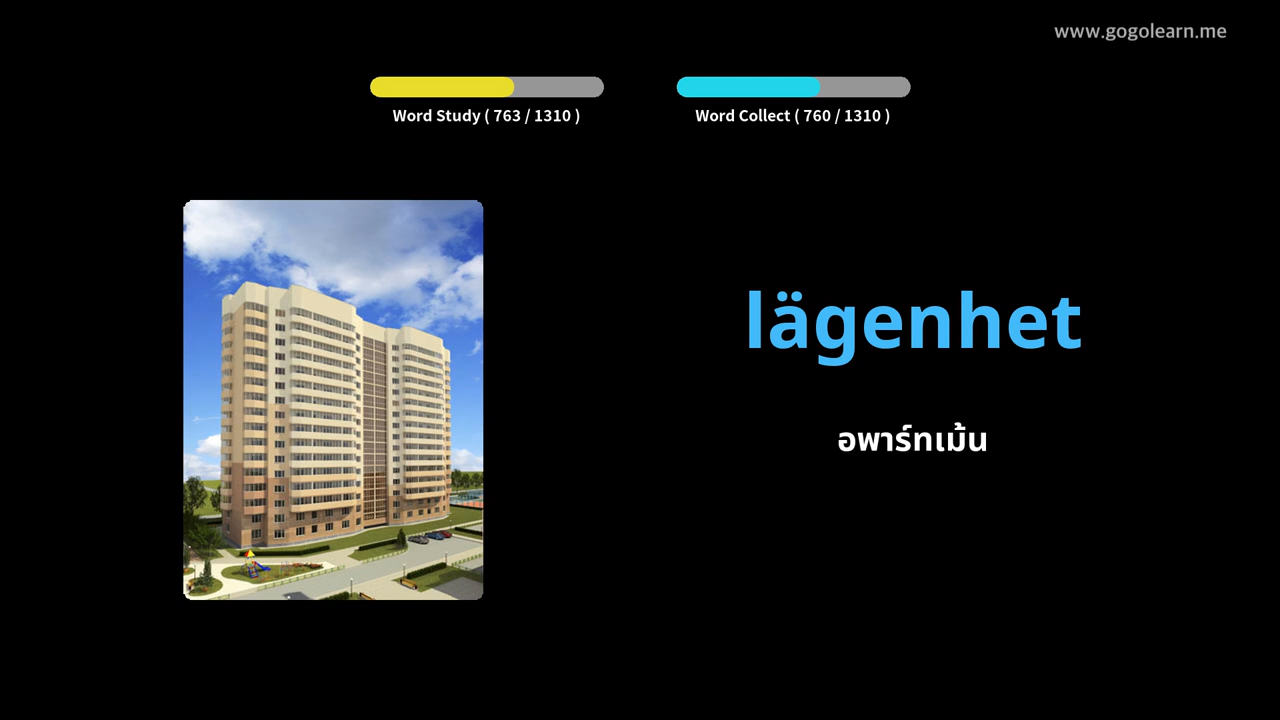 www.gogolearn.me
Word Study ( 763 / 1310 )
Word Collect ( 760 / 1310 )
lägenhet
อพาร์ทเม้น